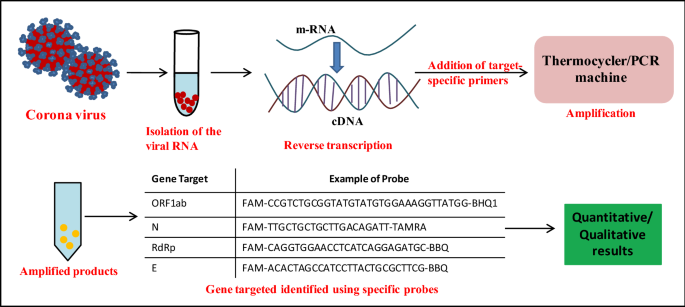 m-RNA
Corona virus
Isolation of the
viral RNA
cDNA
Reverse transcription
Addition of target-
specific primers
Thermocycler/PCR
machine
Amplification
Amplified products
Gene Target Example of Probe
ORF1ab FAM-CCGTCTGCGGTATGTATGTGGAAAGGTTATGG-BHQ1
N FAM-TTGCTGCTGCTTGACAGATT-TAMRA
RdRp FAM-CAGGTGGAACCTCATCAGGAGATGC-BBQ
E FAM-ACACTAGCCATCCTTACTGCGCTTCG-BBQ
Gene targeted identified using specific probes
Quantitative/
Qualitative
results